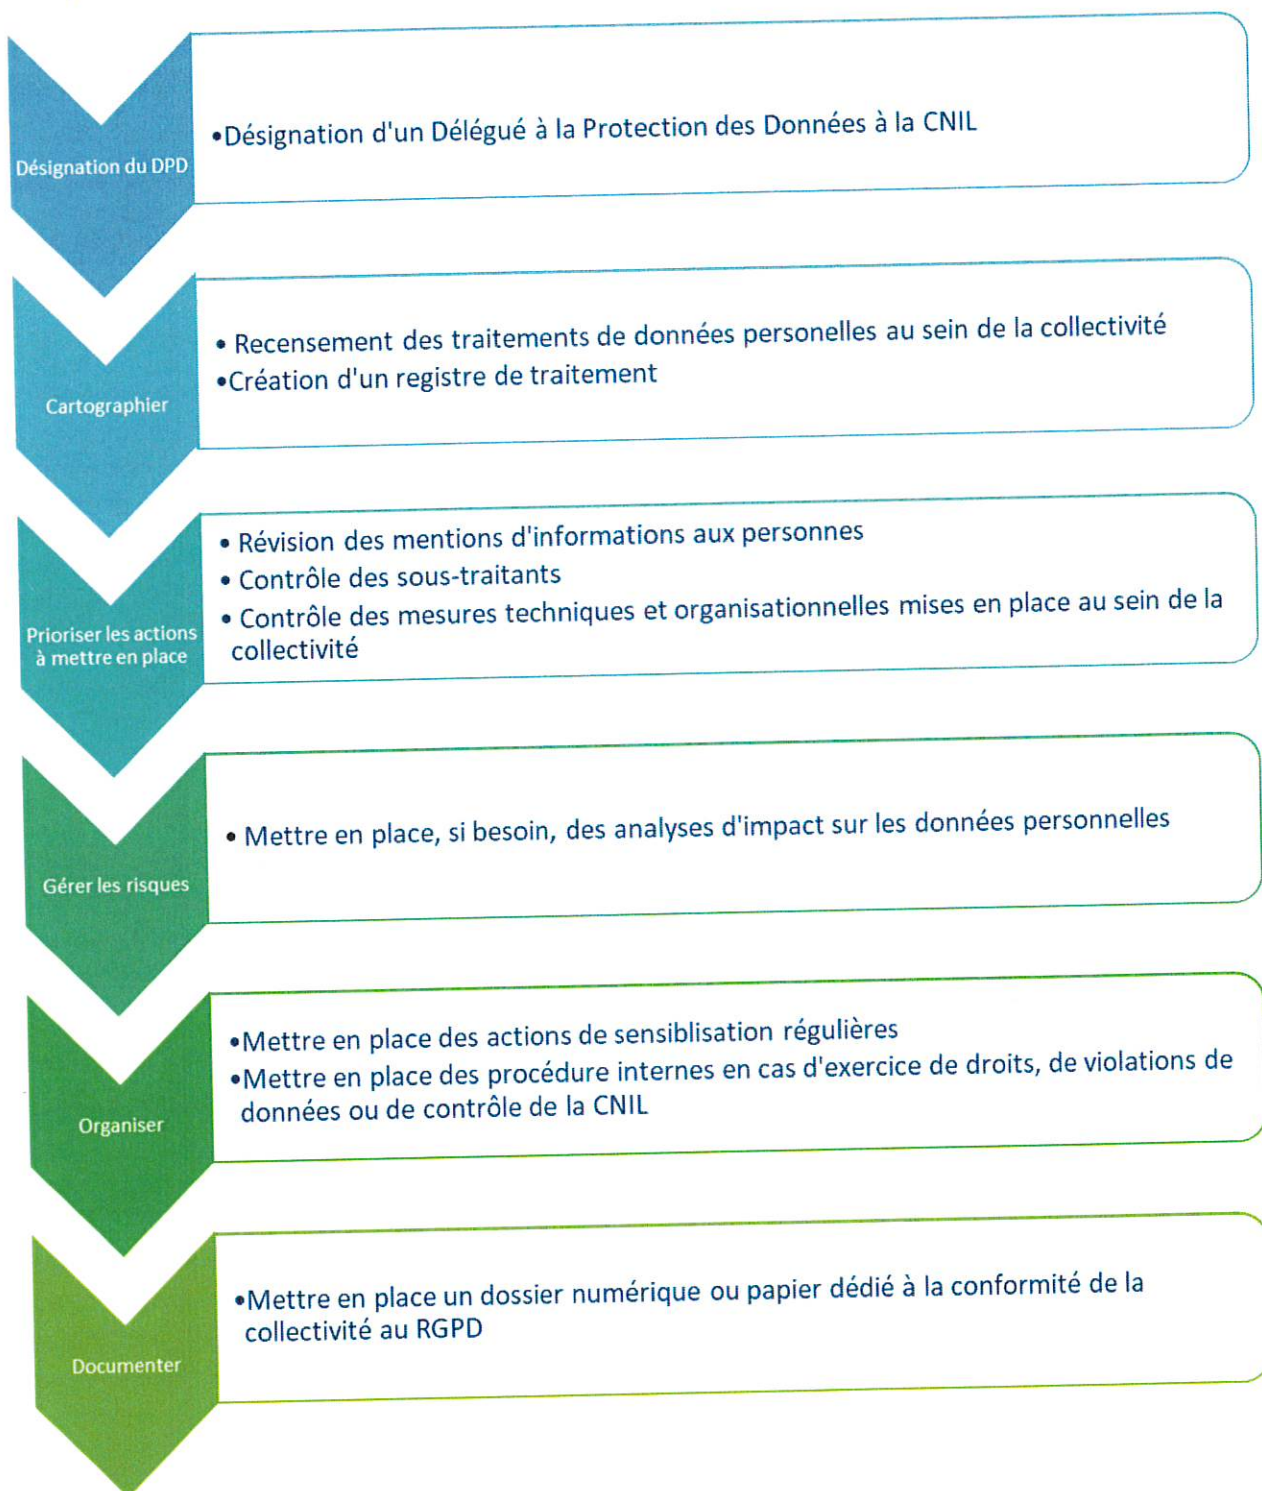 Désignation du DPD
•Désignation d'un Délégué à la Protection des Données à la CNIL
Cartographier
• Recensement des traitements de données personelles au sein de la collectivité
•Création d'un registre de traitement
Prioriser les actions
à mettre en place
• Révision des mentions d'informations aux personnes
• Contrôle des sous-traitants
• Contrôle des mesures techniques et organisationnelles mises en place au sein de la
collectivité
Gérer les risques
• Mettre en place, si besoin, des analyses d'impact sur les données personnelles
Organiser
•Mettre en place des actions de sensiblisation régulières
•Mettre en place des procédure internes en cas d'exercice de droits, de violations de
données ou de contrôle de la CNIL
Documenter
•Mettre en place un dossier numérique ou papier dédié à la conformité de la
collectivité au RGPD